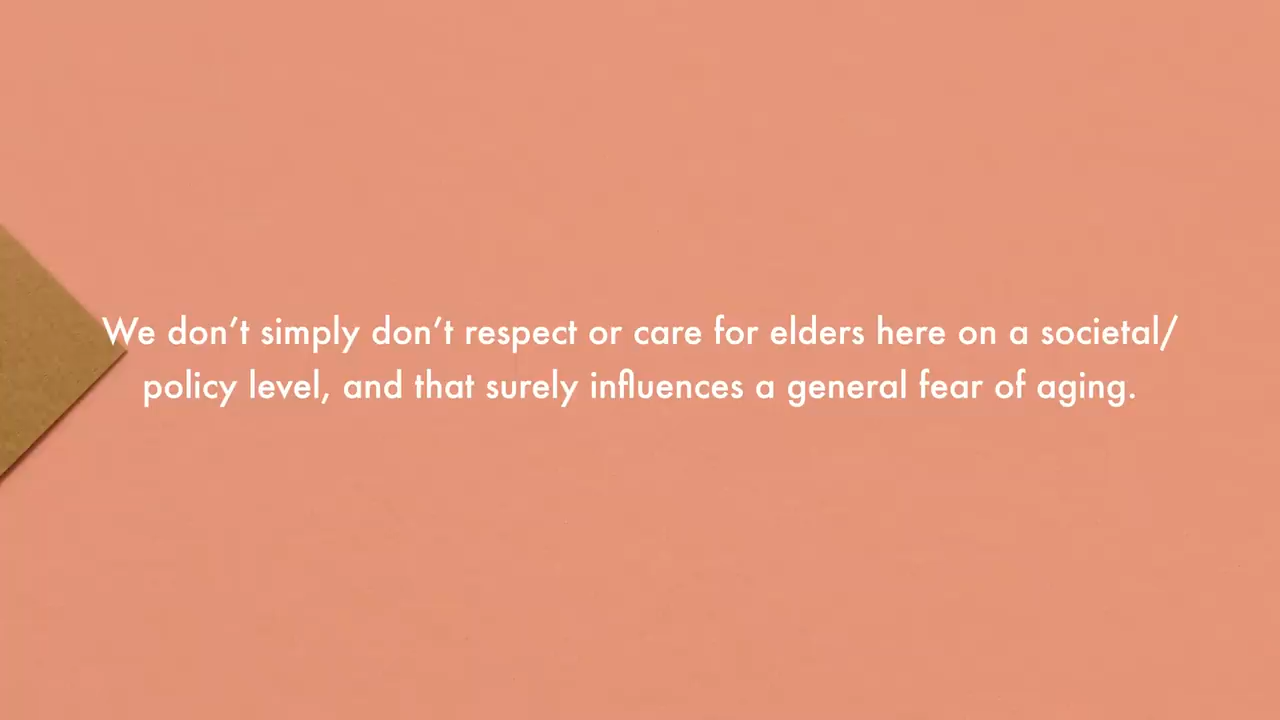 We don’t simply don’t respect or care for elders here on a societal/
policy level, and that surely influences a general fear of aging.